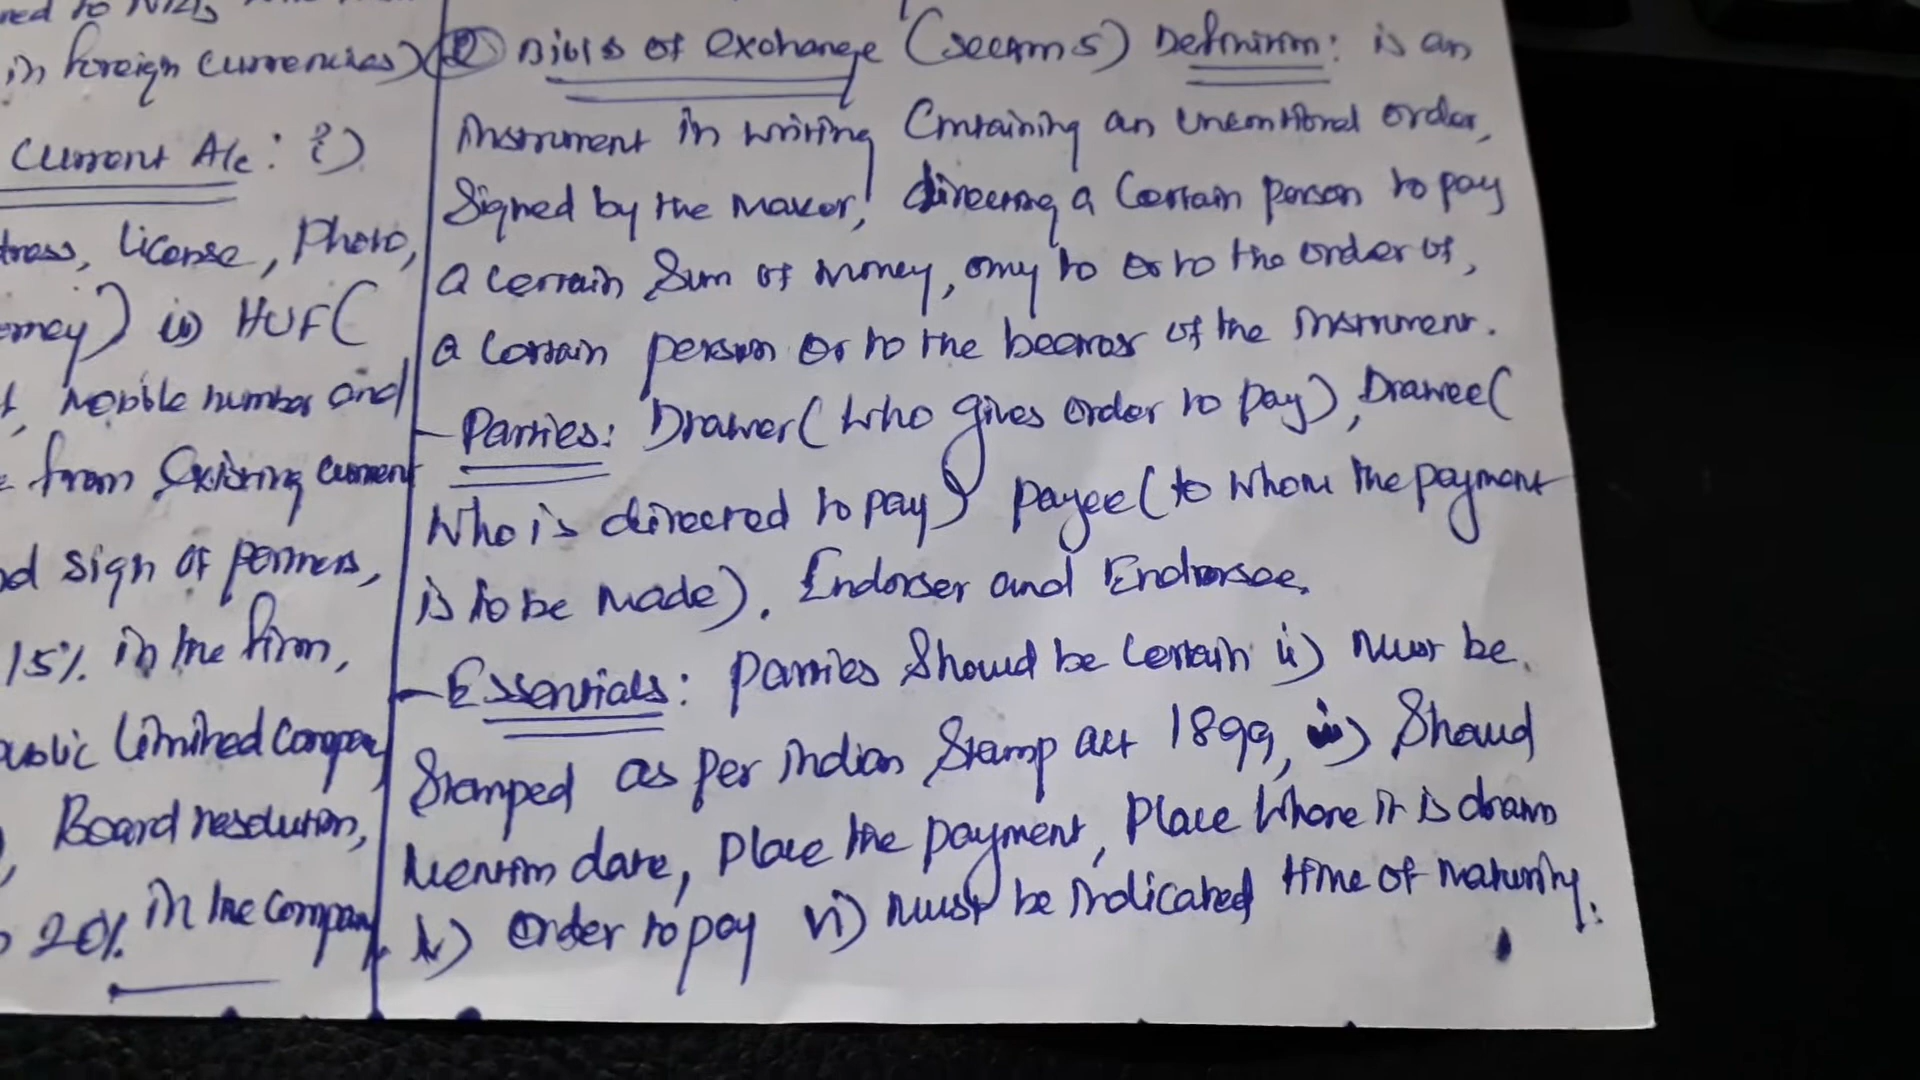 in foreign currencies)
Current A/c: i)
tress, license, Photo,
ii) HUF(
mobile number and
from existing current
sign of partners,
15% in the firm,
public limited company
Board resolution,
20% in the company
② Bills of exchange (section 5) Definition: is an
instrument in writing containing an unconditional order,
signed by the maker, directing a certain person to pay
a certain sum of money, only to or to the order of,
a certain person or to the bearer of the instrument.
- Parties: Drawer (who gives order to pay), Drawee (
who is directed to pay) payee (to whom the payment
is to be made). Endorser and Endorsee.
- Essentials: parties should be certain ii) must be
stamped as per indian stamp act 1899, iii) should
mention date, place the payment, place where it is drawn
v) order to pay vi) must be indicated time of maturity.